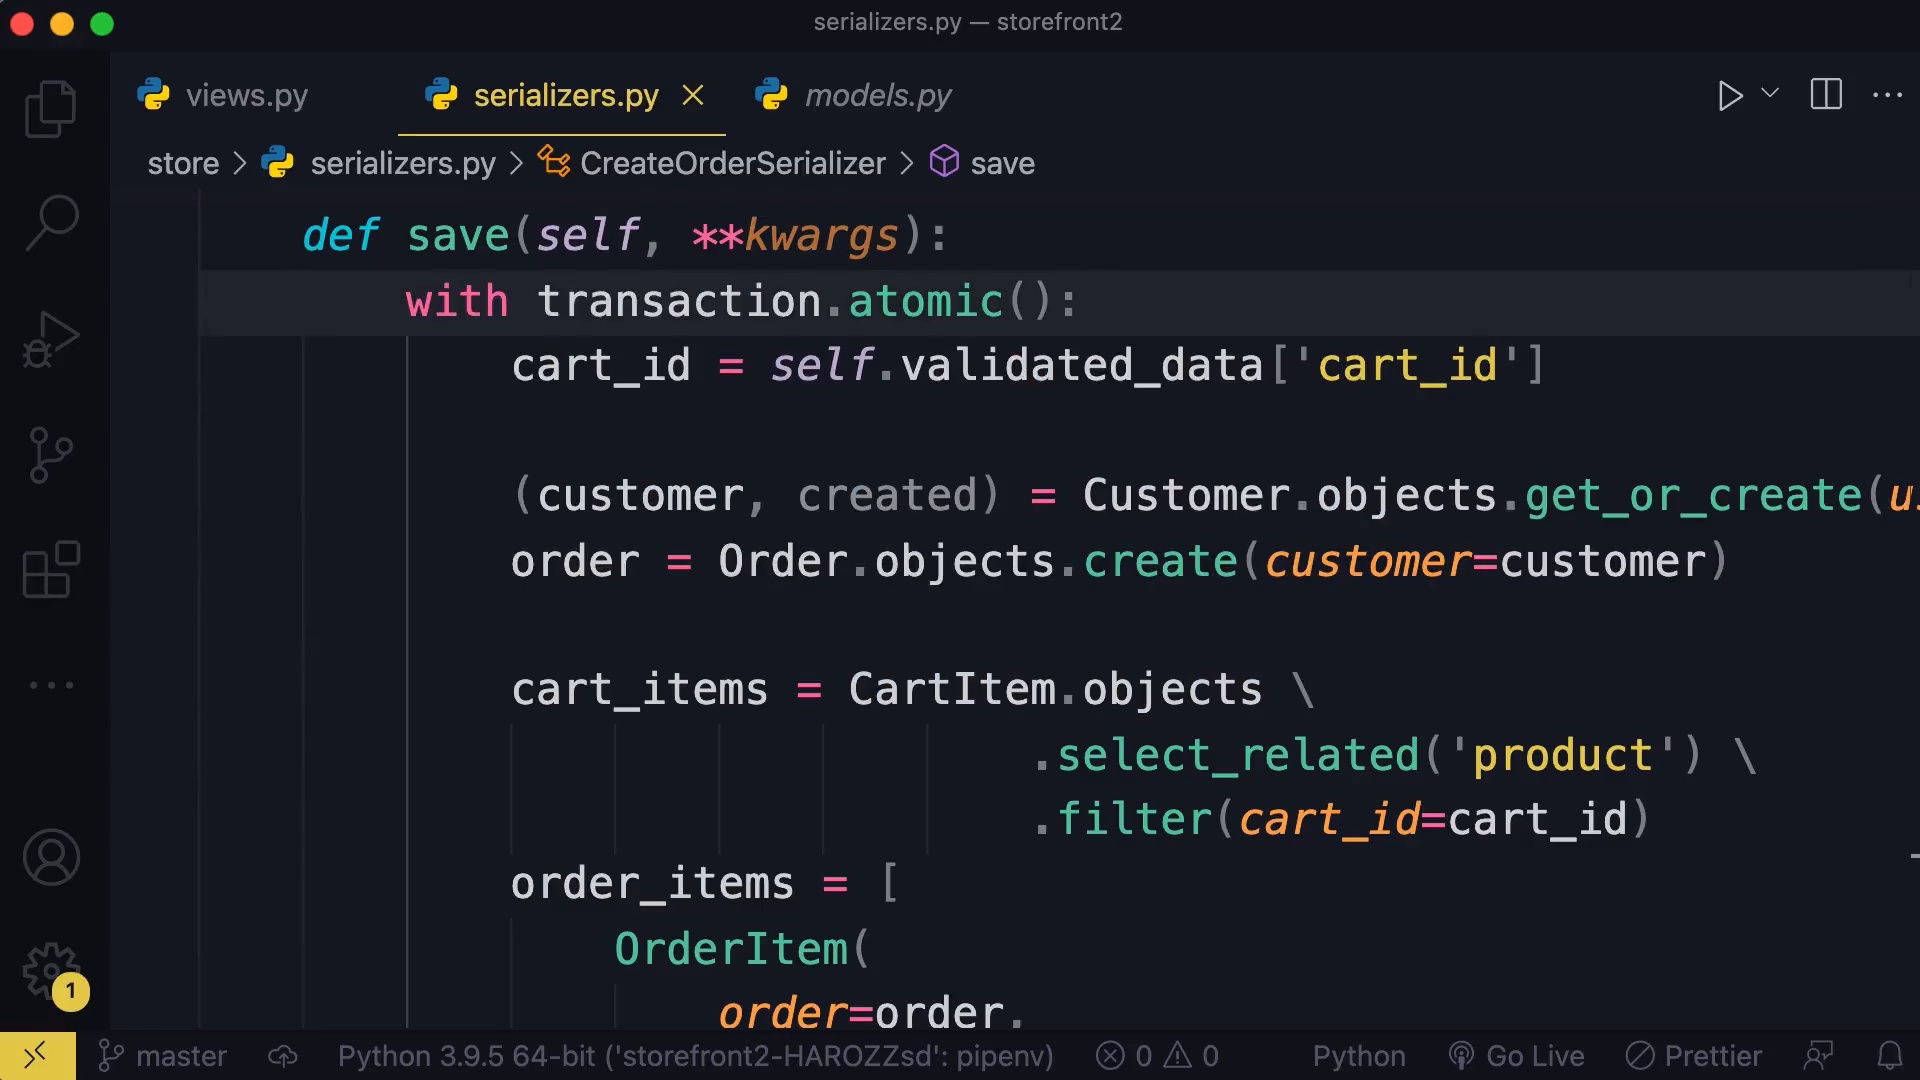 serializers.py — storefront2
views.py serializers.py models.py
store > serializers.py > CreateOrderSerializer > save
def save(self, **kwargs):
with transaction.atomic():
cart_id = self.validated_data['cart_id']
(customer, created) = Customer.objects.get_or_create(u
order = Order.objects.create(customer=customer)
cart_items = CartItem.objects \
.select_related('product') \
.filter(cart_id=cart_id)
order_items = [
OrderItem(
order=order,
1
master Python 3.9.5 64-bit ('storefront2-HAROZZsd': pipenv) 0 0 Python Go Live Prettier